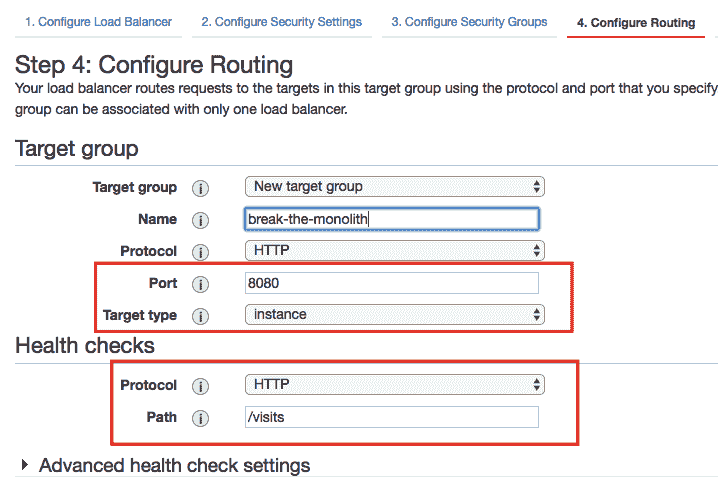 1. Configure Load Balancer 2. Configure Security Settings 3. Configure Security Groups 4. Configure Routing
Step 4: Configure Routing
Your load balancer routes requests to the targets in this target group using the protocol and port that you specify
group can be associated with only one load balancer.
Target group
Target group i New target group
Name i break-the-monolith
Protocol i HTTP
Port i 8080
Target type i instance
Health checks
Protocol i HTTP
Path i /visits
Advanced health check settings